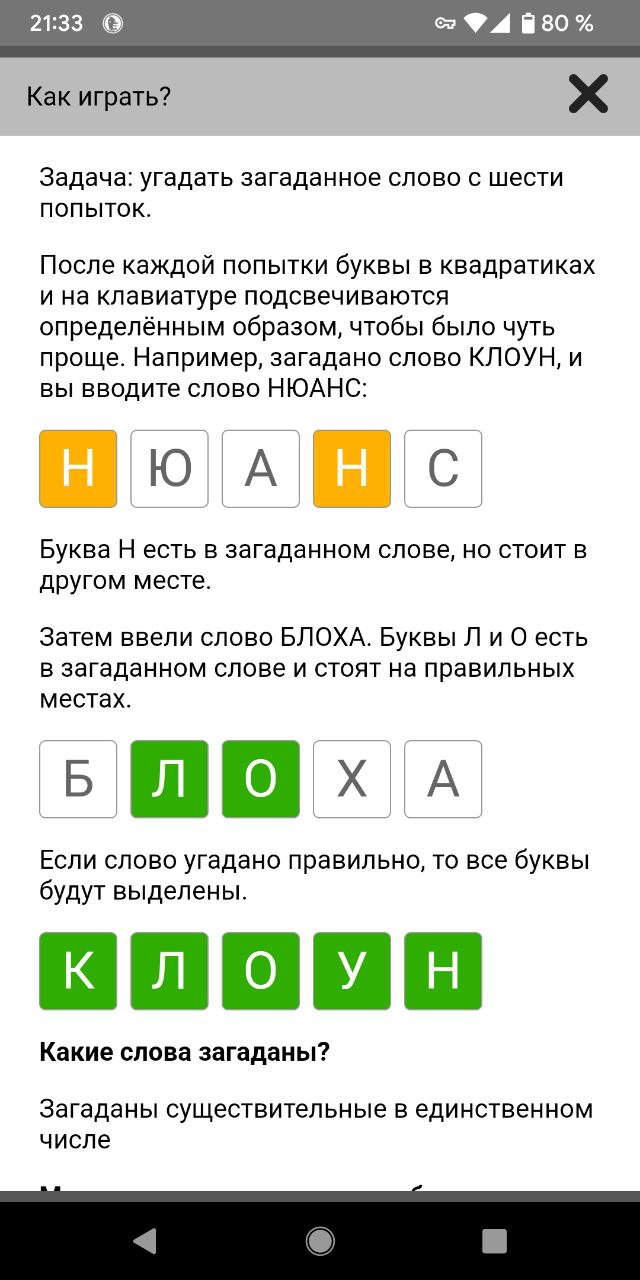 21:33 80 %
Как играть?
Задача: угадать загаданное слово с шести
попыток.
После каждой попытки буквы в квадратиках
и на клавиатуре подсвечиваются
определённым образом, чтобы было чуть
проще. Например, загадано слово КЛОУН, и
вы вводите слово НЮАНС:
Н Ю А Н С
Буква Н есть в загаданном слове, но стоит в
другом месте.
Затем ввели слово БЛОХА. Буквы Л и О есть
в загаданном слове и стоят на правильных
местах.
Б Л О Х А
Если слово угадано правильно, то все буквы
будут выделены.
К Л О У Н
Какие слова загаданы?
Загаданы существительные в единственном
числе